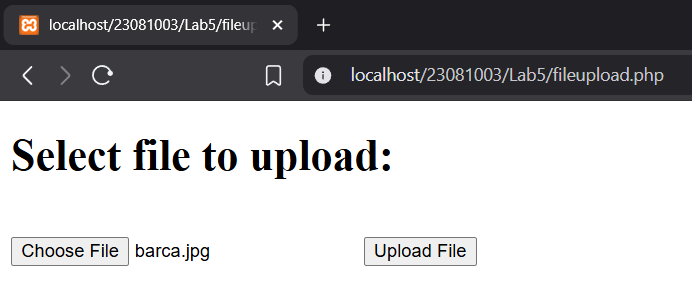 localhost/23081003/Lab5/fileup
localhost/23081003/Lab5/fileupload.php
Select file to upload:
Choose File barca.jpg Upload File